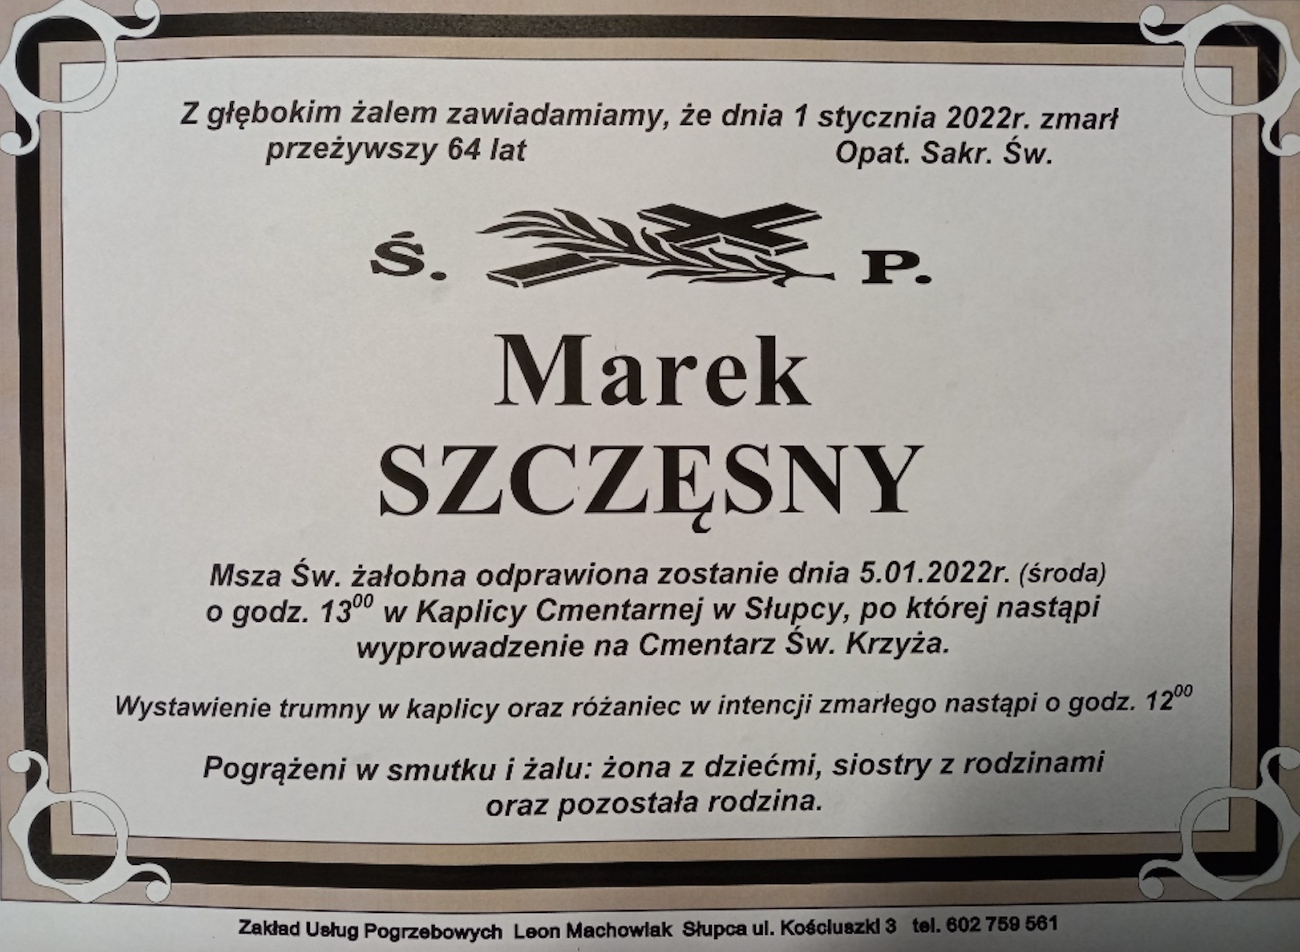 Z głębokim żalem zawiadamiamy, że dnia 1 stycznia 2022r. zmarł
przeżywszy 64 lat Opat. Sakr. Św.
Ś. P.
Marek
SZCZĘSNY
Msza Św. żałobna odprawiona zostanie dnia 5.01.2022r. (środa)
o godz. 13⁰⁰ w Kaplicy Cmentarnej w Słupcy, po której nastąpi
wyprowadzenie na Cmentarz Św. Krzyża.
Wystawienie trumny w kaplicy oraz różaniec w intencji zmarłego nastąpi o godz. 12⁰⁰
Pogrążeni w smutku i żalu: żona z dziećmi, siostry z rodzinami
oraz pozostała rodzina.
Zakład Usług Pogrzebowych Leon Machowiak Słupca ul. Kościuszki 3 tel. 602 759 561